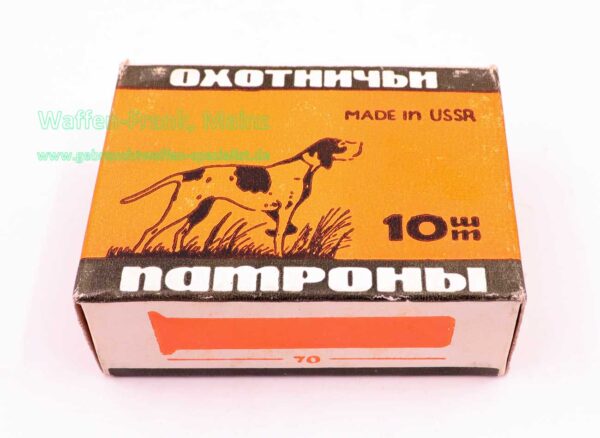 охотничьи
Waffen-Frank, Mainz
www.gebrauchtwaffen-spezialist.de
MADE in USSR
10 шт
патроны
70